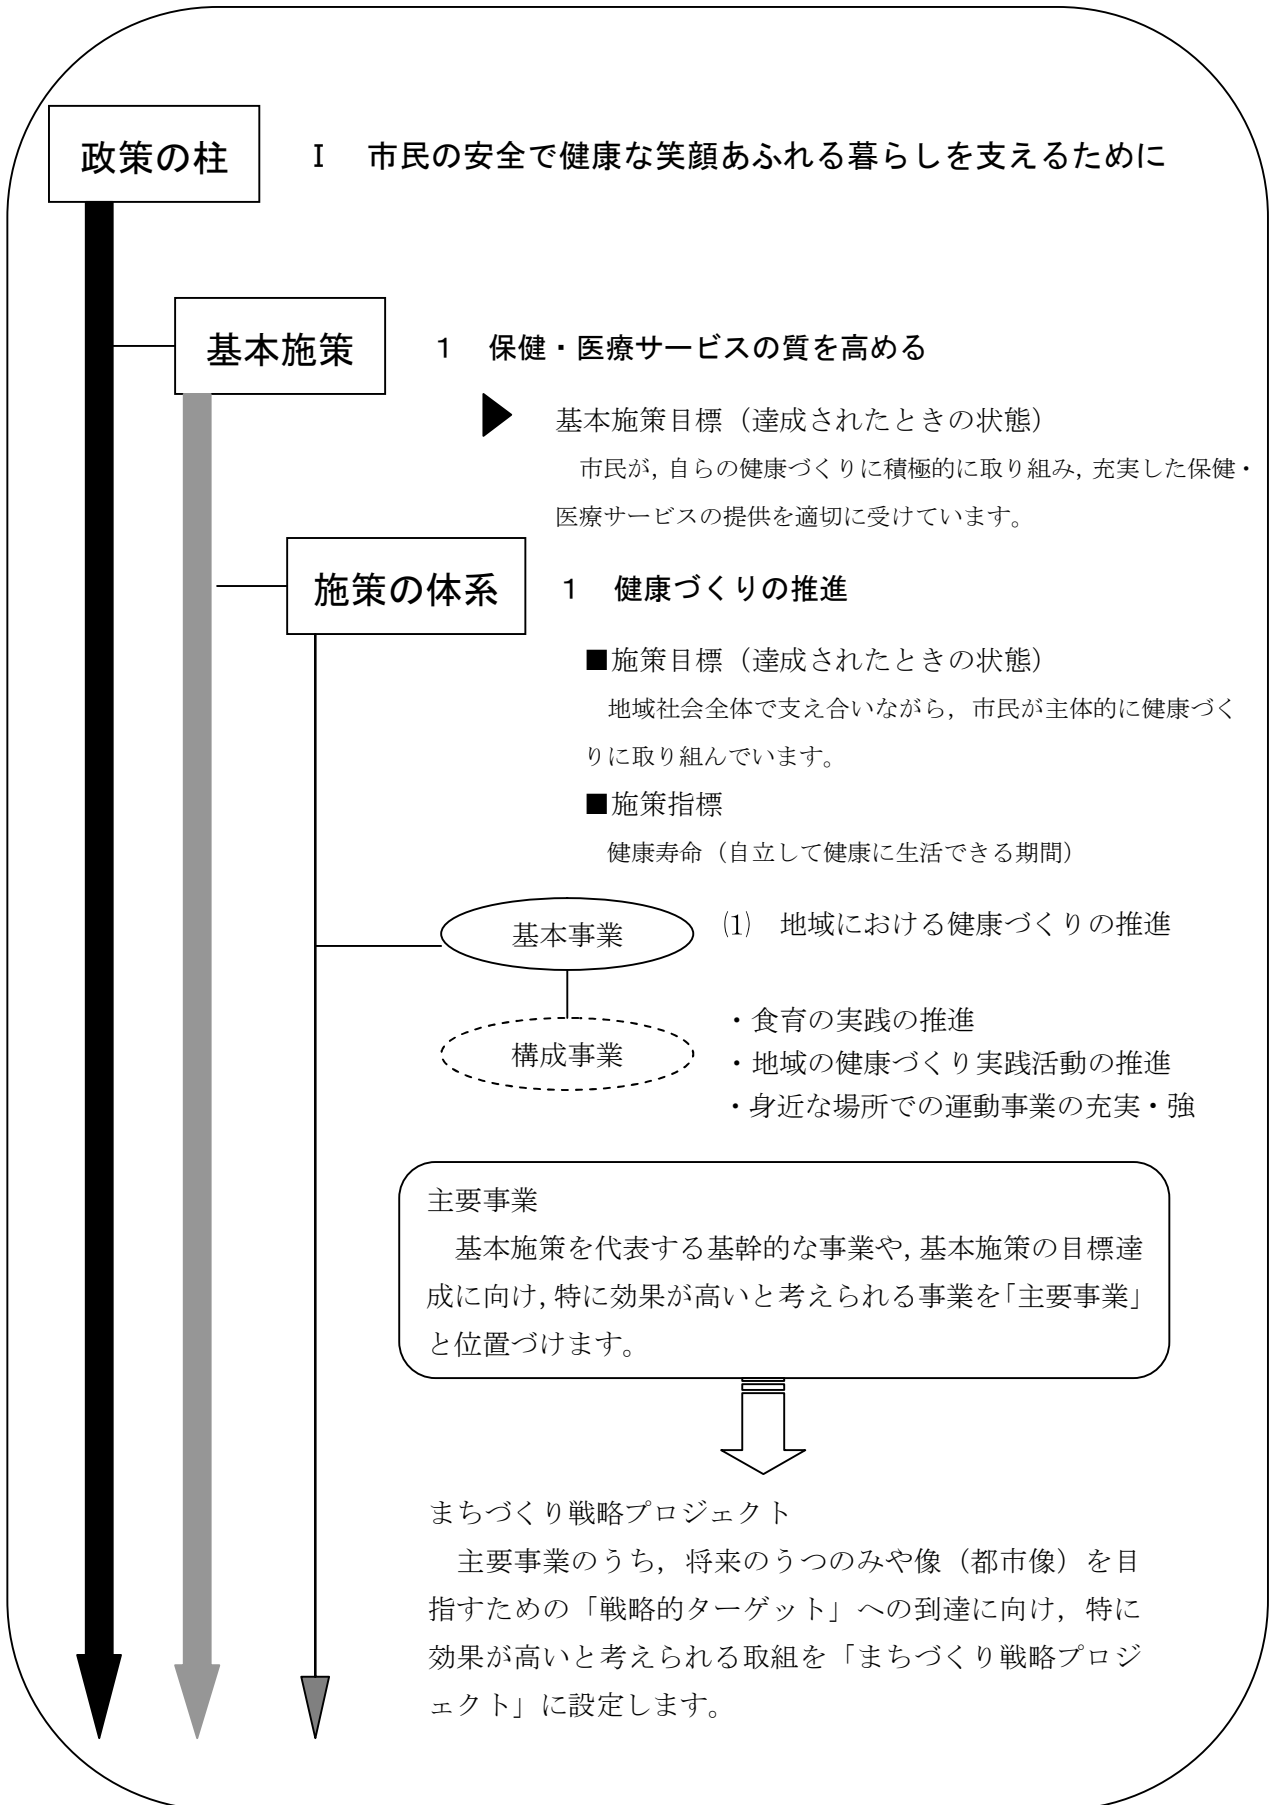 政策の柱 Ⅰ 市民の安全で健康な笑顔あふれる暮らしを支えるために
基本施策 1 保健・医療サービスの質を高める
基本施策目標（達成されたときの状態）
市民が，自らの健康づくりに積極的に取り組み，充実した保健・
医療サービスの提供を適切に受けています。
施策の体系 1 健康づくりの推進
■施策目標（達成されたときの状態）
地域社会全体で支え合いながら，市民が主体的に健康づく
りに取り組んでいます。
■施策指標
健康寿命（自立して健康に生活できる期間）
基本事業 ⑴ 地域における健康づくりの推進
構成事業
・食育の実践の推進
・地域の健康づくり実践活動の推進
・身近な場所での運動事業の充実・強
主要事業
基本施策を代表する基幹的な事業や，基本施策の目標達
成に向け，特に効果が高いと考えられる事業を「主要事業」
と位置づけます。
まちづくり戦略プロジェクト
主要事業のうち，将来のうつのみや像（都市像）を目
指すための「戦略的ターゲット」への到達に向け，特に
効果が高いと考えられる取組を「まちづくり戦略プロジ
ェクト」に設定します。